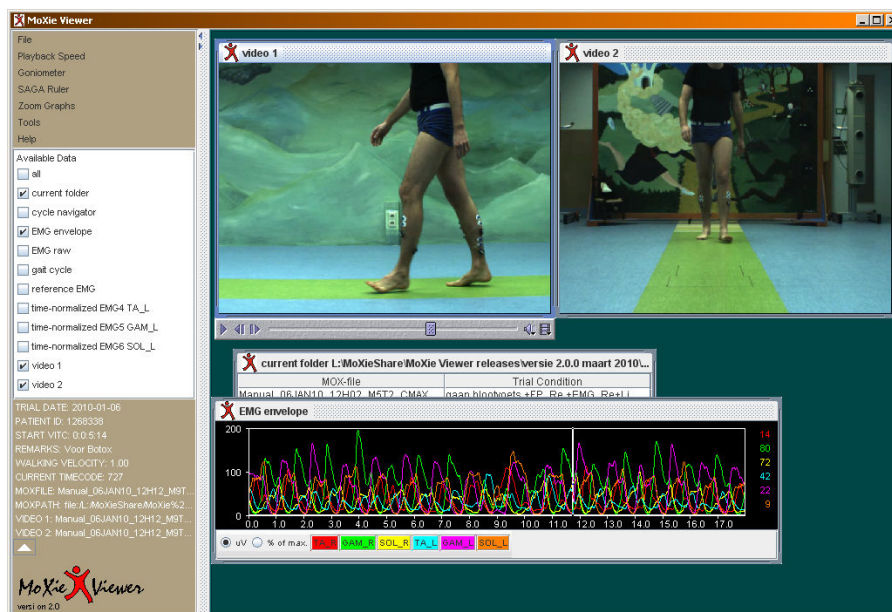 MoXie Viewer
File
Playback Speed
Goniometer
SAGA Ruler
Zoom Graphs
Tools
Help
Available Data
all
current folder
cycle navigator
EMG envelope
EMG raw
gait cycle
reference EMG
time-normalized EMG4 TA_L
time-normalized EMG5 GAM_L
time-normalized EMG6 SOL_L
video 1
video 2
TRIAL DATE: 2010-01-06
PATIENT ID: 1268338
START VITC: 0:0:5:14
REMARKS: Voor Botox
WALKING VELOCITY: 1.00
CURRENT TIMECODE: 727
MOXFILE: Manual_06JAN10_12H12_M9T...
MOXPATH: file:/L:/MoXieShare/MoXie%2...
VIDEO 1: Manual_06JAN10_12H12_M9T...
VIDEO 2: Manual_06JAN10_12H12_M9T...
MoXie Viewer
versi on 2.0
video 1
video 2
current folder L:\MoXieShare\MoXie Viewer releases\versie 2.0.0 maart 2010\...
MOX-file Trial Condition
Manual_06JAN10_12H02_M5T2_CMAX gaan blootvoets +FP_Re +EMG_Re+Li
EMG envelope
200
100
0
0.0 1.0 2.0 3.0 4.0 5.0 6.0 7.0 8.0 9.0 10.0 11.0 12.0 13.0 14.0 15.0 16.0 17.0
14
80
72
42
22
9
uV % of max. TA_R GAM_R SOL_R TA_L GAM_L SOL_L